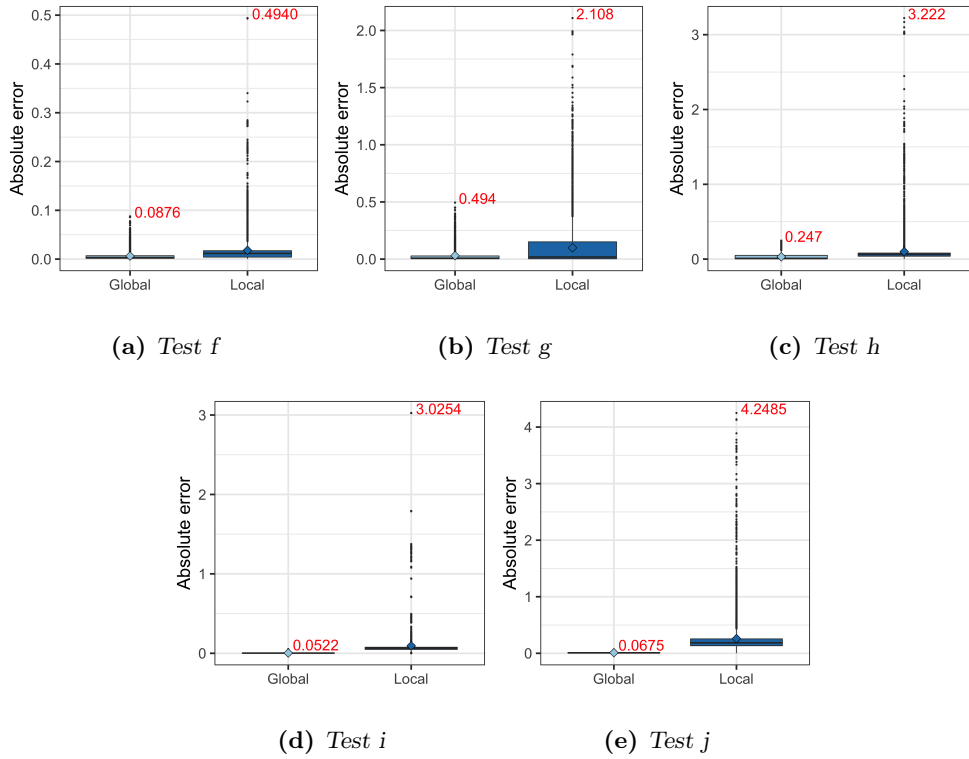 0.5
0.4
0.3
0.2
0.1
0.0
Absolute error
0.0876
0.4940
Global Local
(a) Test f
2.0
1.5
1.0
0.5
0.0
Absolute error
0.494
2.108
Global Local
(b) Test g
3
2
1
0
Absolute error
0.247
3.222
Global Local
(c) Test h
3
2
1
0
Absolute error
0.0522
3.0254
Global Local
(d) Test i
4
3
2
1
0
Absolute error
0.0675
4.2485
Global Local
(e) Test j